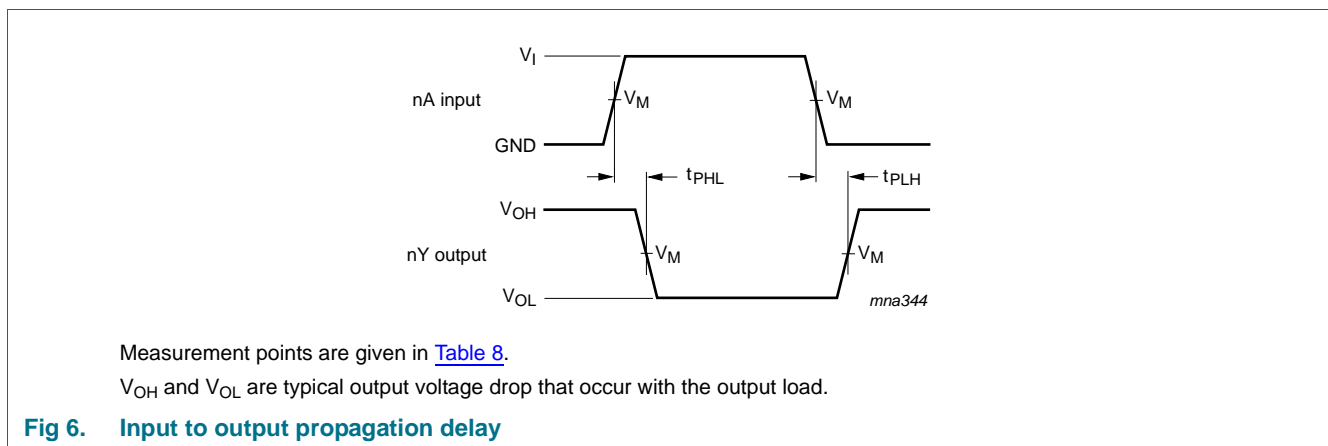 V_I
nA input
V_M
V_M
GND
t_PHL
t_PLH
V_OH
nY output
V_M
V_M
V_OL
mna344
Measurement points are given in Table 8.
V_OH and V_OL are typical output voltage drop that occur with the output load.
Fig 6. Input to output propagation delay